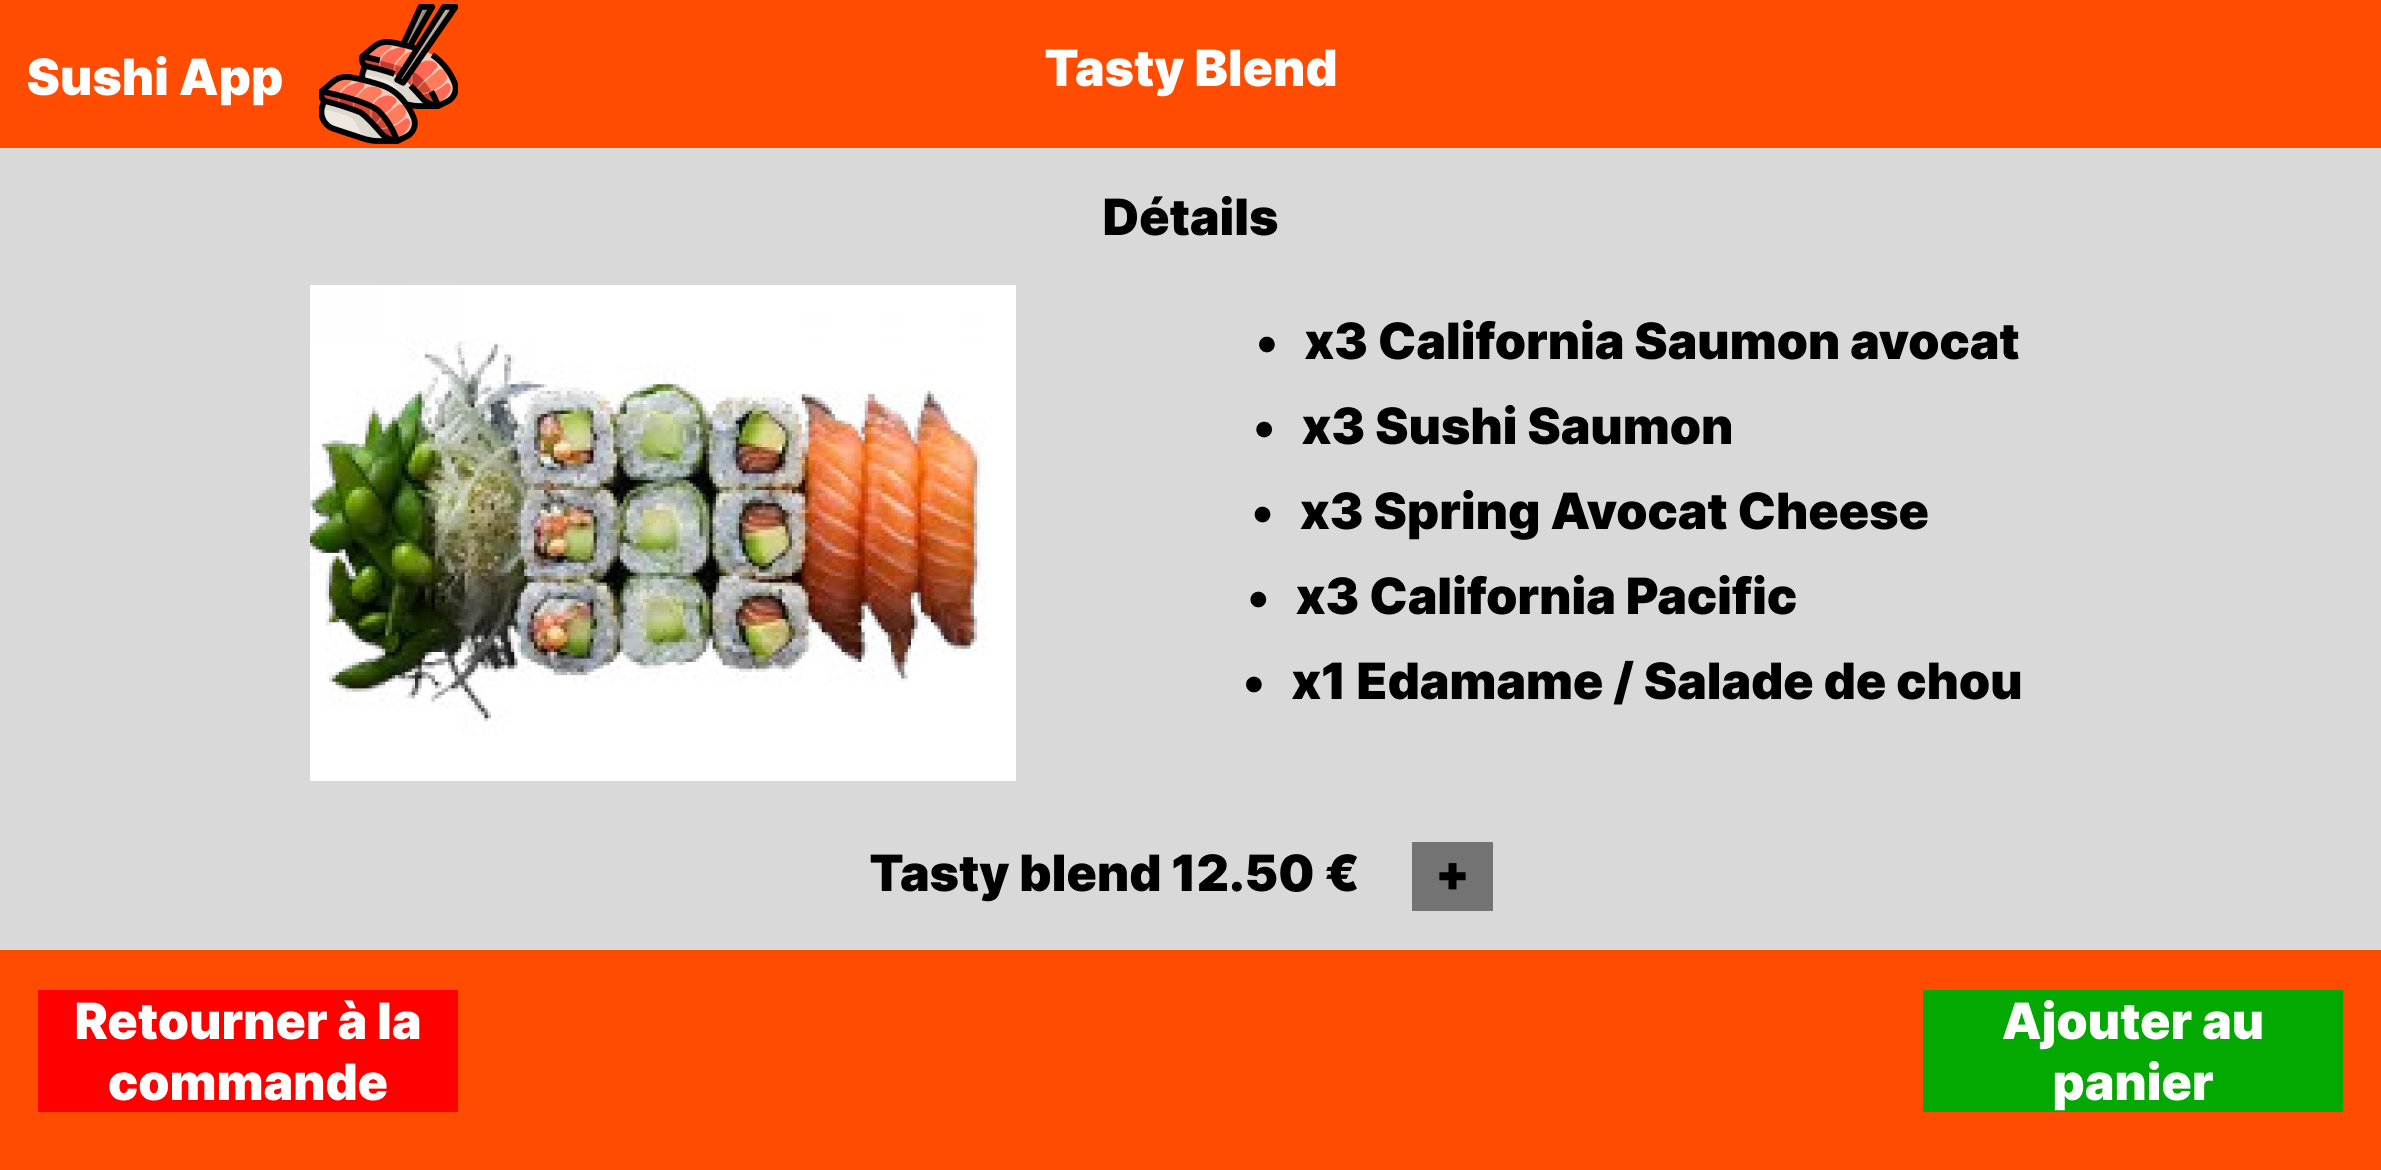 Sushi App
Tasty Blend
Détails
• x3 California Saumon avocat
• x3 Sushi Saumon
• x3 Spring Avocat Cheese
• x3 California Pacific
• x1 Edamame / Salade de chou
Tasty blend 12.50 €
+
Retourner à la
commande
Ajouter au
panier